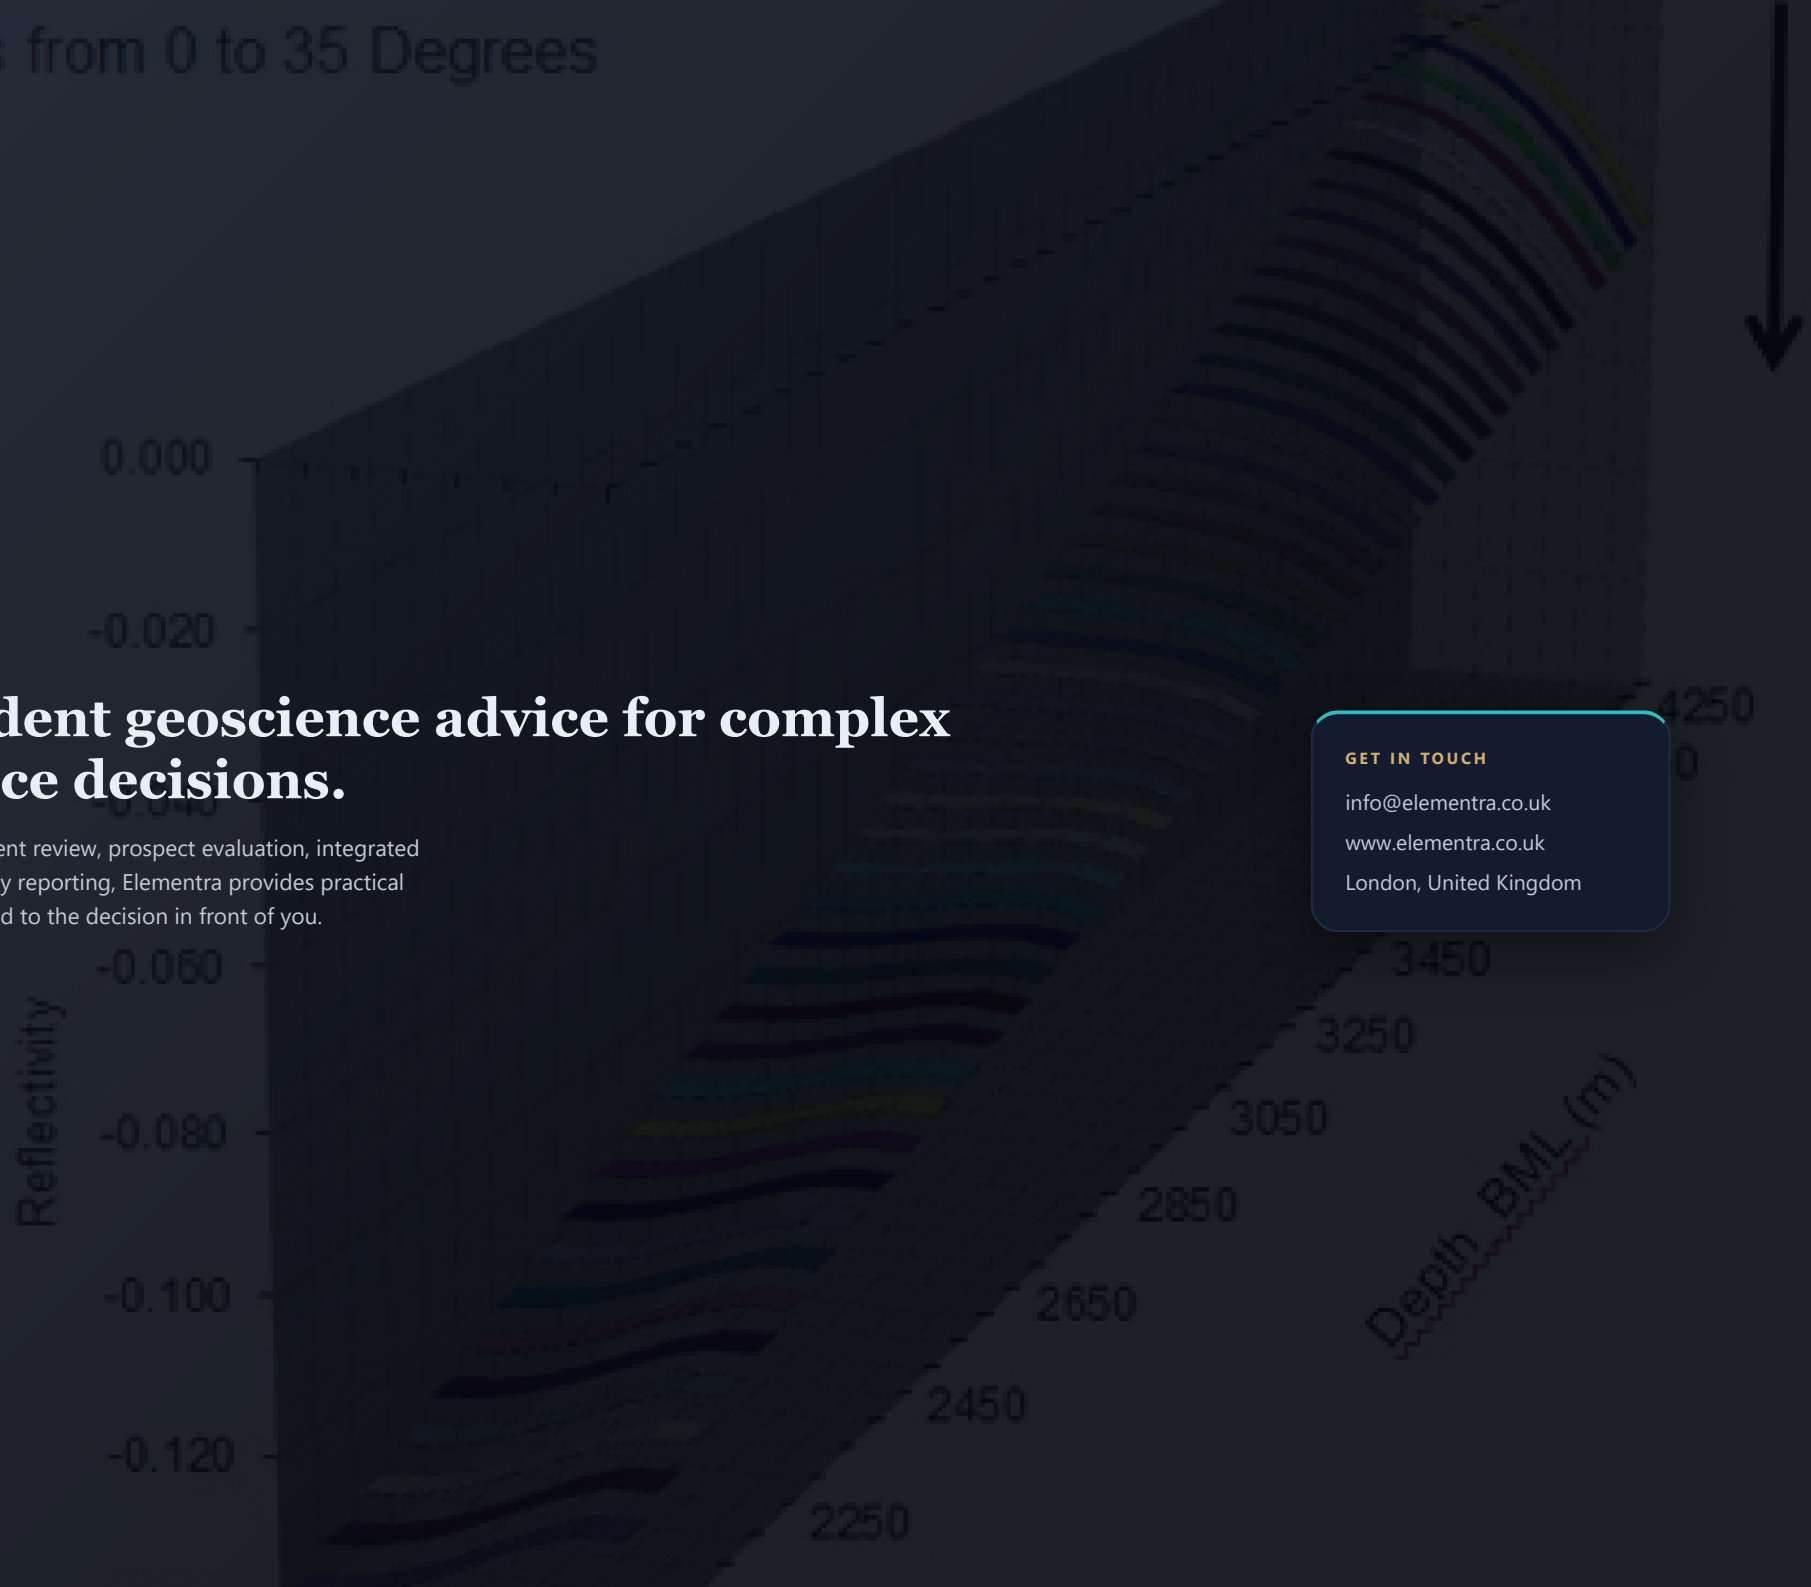 s from 0 to 35 Degrees
0.000
-0.020
dent geoscience advice for complex
ce decisions.
-0.040
ent review, prospect evaluation, integrated
y reporting, Elementra provides practical
d to the decision in front of you.
-0.060
Reflectivity
-0.080
-0.100
-0.120
4250
0
GET IN TOUCH
info@elementra.co.uk
www.elementra.co.uk
London, United Kingdom
3450
3250
3050
2850
2650
2450
2250
Depth BML (m)